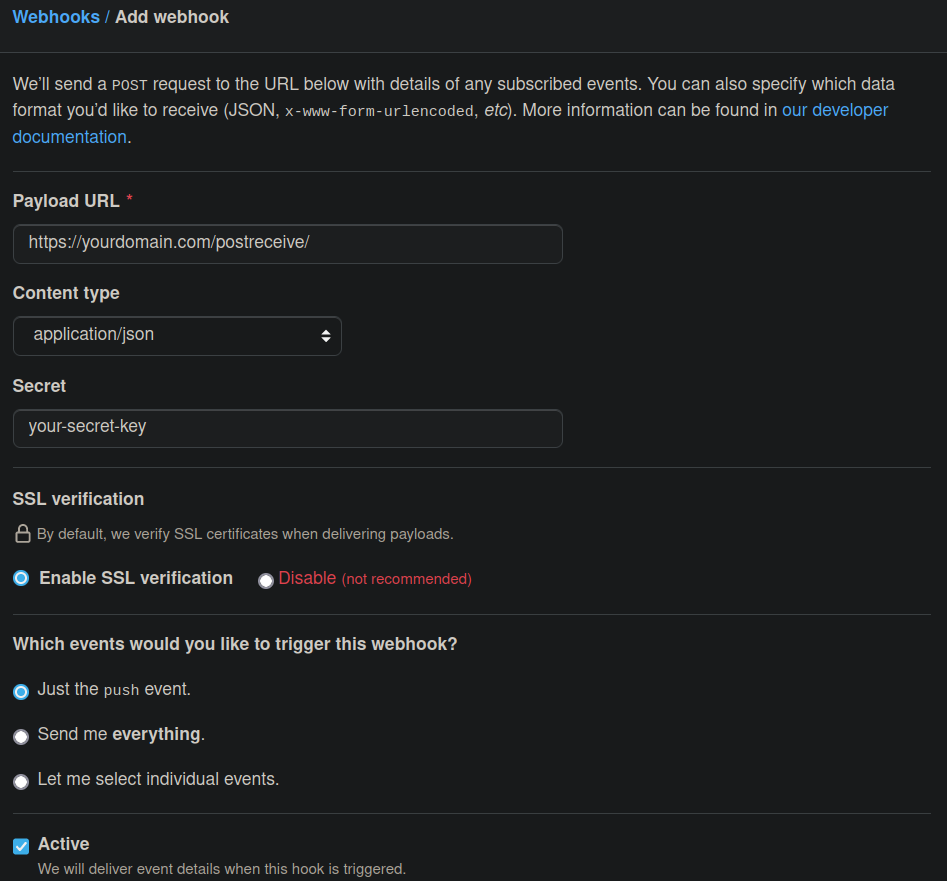 Webhooks / Add webhook
We’ll send a POST request to the URL below with details of any subscribed events. You can also specify which data
format you’d like to receive (JSON, x-www-form-urlencoded, etc). More information can be found in our developer
documentation.
Payload URL *
https://yourdomain.com/postreceive/
Content type
application/json
Secret
your-secret-key
SSL verification
By default, we verify SSL certificates when delivering payloads.
Enable SSL verification Disable (not recommended)
Which events would you like to trigger this webhook?
Just the push event.
Send me everything.
Let me select individual events.
Active
We will deliver event details when this hook is triggered.